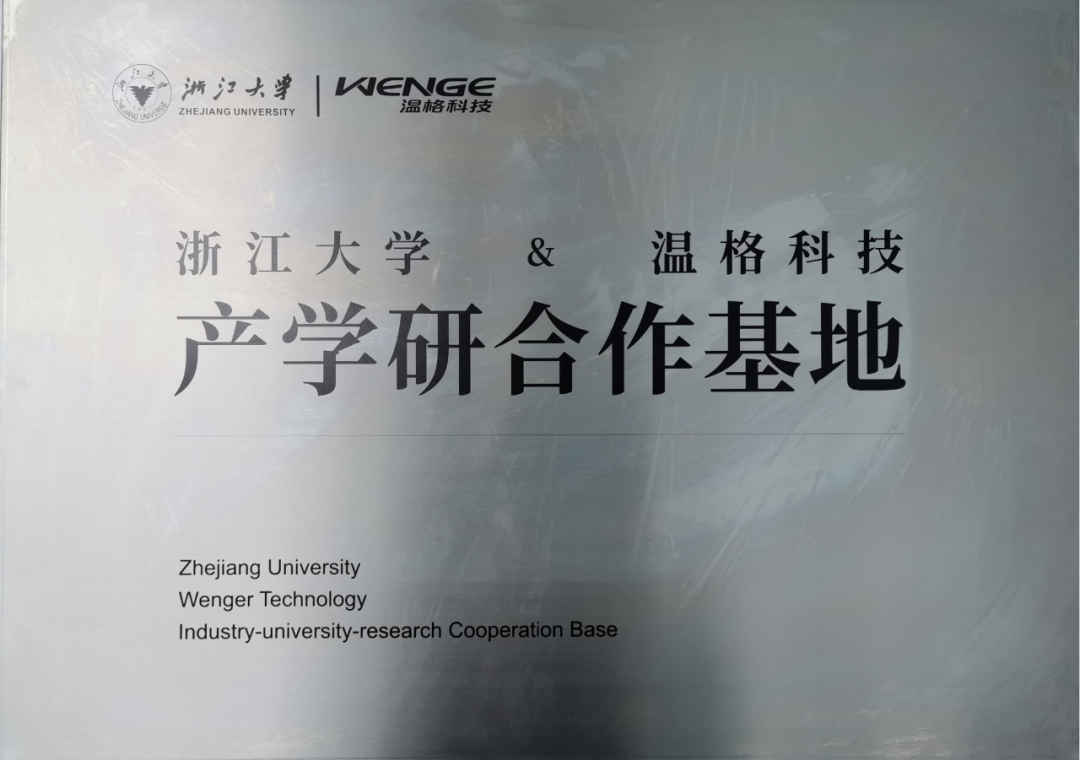 浙江大学
ZHEJIANG UNIVERSITY
WENGE
温格科技
浙江大学 & 温格科技
产学研合作基地
Zhejiang University
Wenger Technology
Industry-university-research Cooperation Base